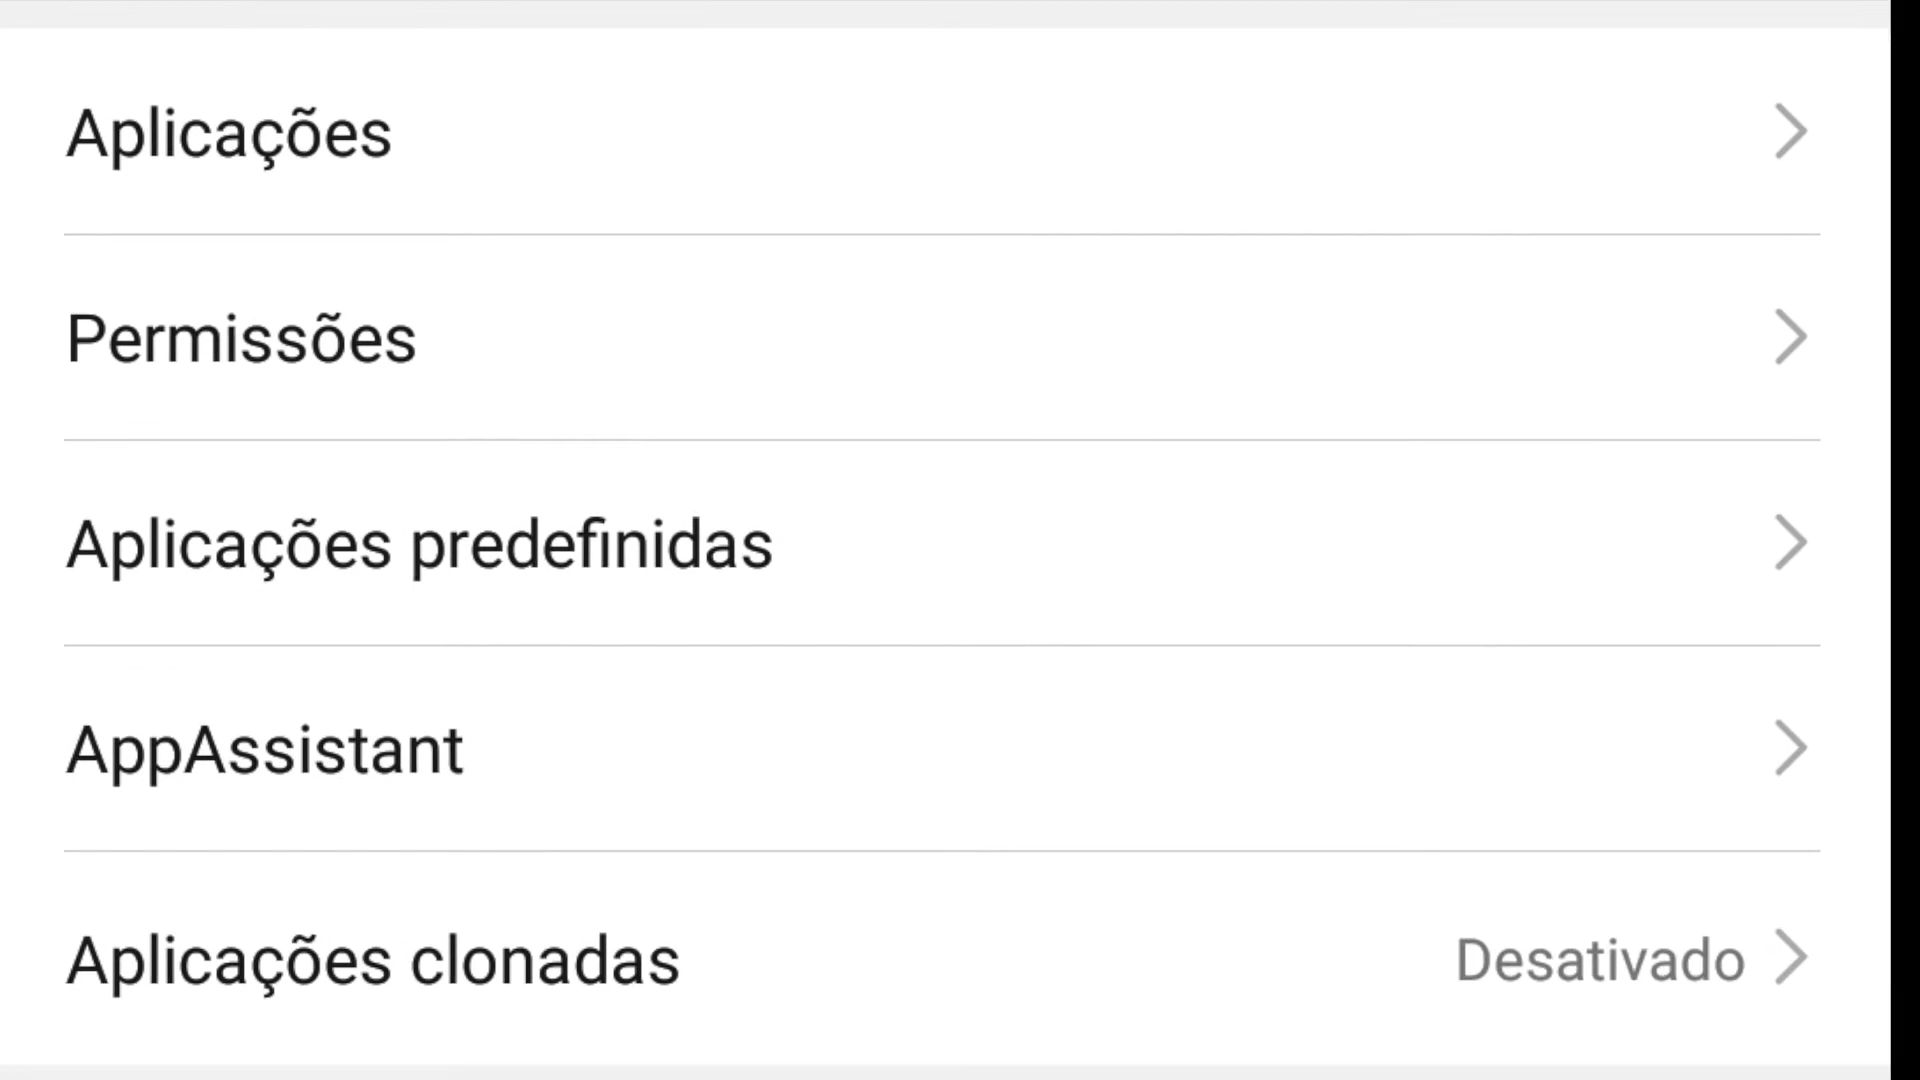 Aplicações
Permissões
Aplicações predefinidas
AppAssistant
Aplicações clonadas Desativado